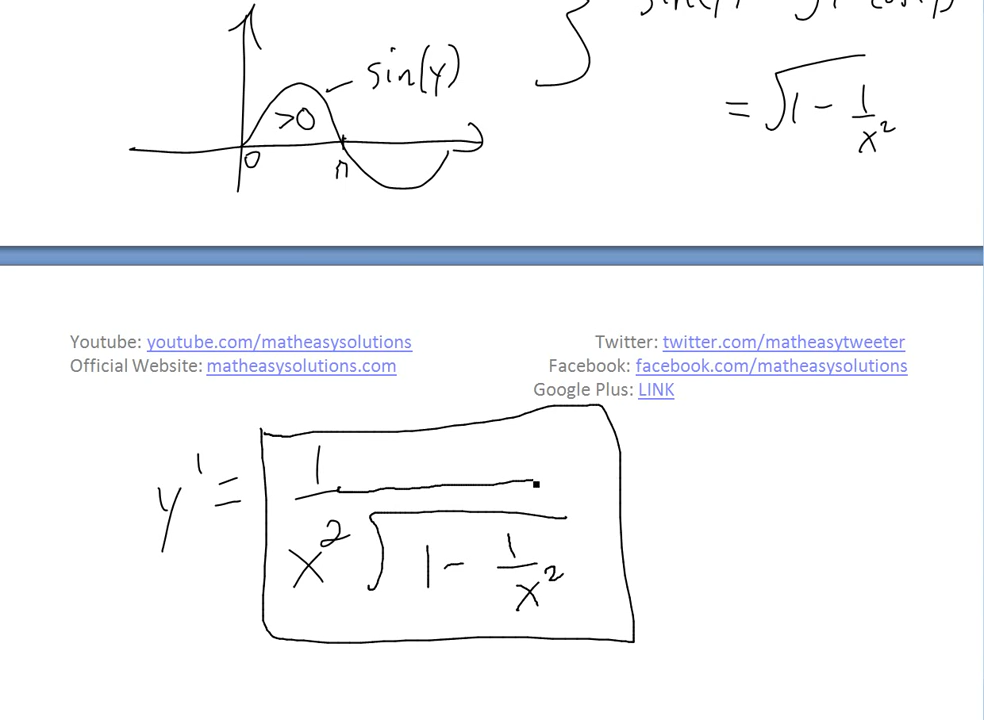 sin(y)
>0
0
π
= √1 - 1/x²
Youtube: youtube.com/matheasysolutions
Twitter: twitter.com/matheasytweeter
Official Website: matheasysolutions.com
Facebook: facebook.com/matheasysolutions
Google Plus: LINK
y' = 1/x²√1 - 1/x²